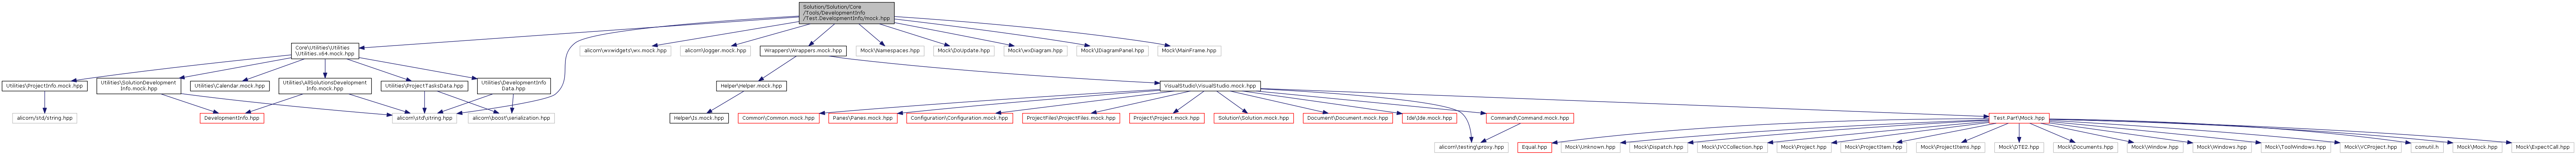 Solution/Solution/Core
/Tools/DevelopmentInfo
/Test.DevelopmentInfo/mock.hpp
Core\Utilities\Utilities
\Utilities.x64.mock.hpp
alicom\wxwidgets\wx.mock.hpp
alicom\logger.mock.hpp
Wrappers\Wrappers.mock.hpp
Mock\Namespaces.hpp
Mock\DoUpdate.hpp
Mock\wxDiagram.hpp
Mock\IDiagramPanel.hpp
Mock\MainFrame.hpp
Utilities\ProjectInfo.mock.hpp
Utilities\SolutionDevelopment
Info.mock.hpp
Utilities\Calendar.mock.hpp
Utilities\AllSolutionsDevelopment
Info.mock.hpp
Utilities\ProjectTasksData.hpp
Utilities\DevelopmentInfo
Data.hpp
Helper\Helper.mock.hpp
VisualStudio\VisualStudio.mock.hpp
alicom/std/string.hpp
DevelopmentInfo.hpp
alicom\std\string.hpp
alicom\boost\serialization.hpp
Helper\Is.mock.hpp
Common\Common.mock.hpp
Panes\Panes.mock.hpp
Configuration\Configuration.mock.hpp
ProjectFiles\ProjectFiles.mock.hpp
Project\Project.mock.hpp
Solution\Solution.mock.hpp
Document\Document.mock.hpp
Ide\Ide.mock.hpp
Command\Command.mock.hpp
Test.Part\Mock.hpp
alicom\testing\proxy.hpp
Equal.hpp
Mock\Unknown.hpp
Mock\Dispatch.hpp
Mock\IVCCollection.hpp
Mock\Project.hpp
Mock\ProjectItem.hpp
Mock\ProjectItems.hpp
Mock\DTE2.hpp
Mock\Documents.hpp
Mock\Window.hpp
Mock\Windows.hpp
Mock\ToolWindows.hpp
Mock\VCProject.hpp
comutil.h
Mock\Mock.hpp
Mock\ExpectCall.hpp